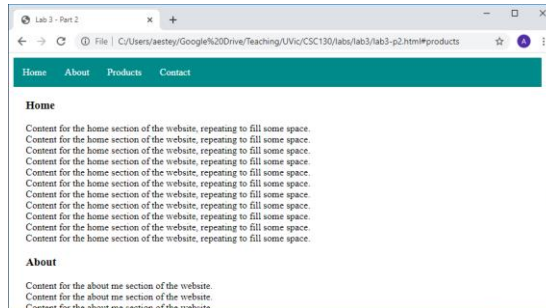 Lab 3 - Part 2
File | C:/Users/aestey/Google%20Drive/Teaching/UVic/CSC130/labs/lab3/lab3-p2.html#products
A
Home About Products Contact
Home
Content for the home section of the website, repeating to fill some space.
Content for the home section of the website, repeating to fill some space.
Content for the home section of the website, repeating to fill some space.
Content for the home section of the website, repeating to fill some space.
Content for the home section of the website, repeating to fill some space.
Content for the home section of the website, repeating to fill some space.
Content for the home section of the website, repeating to fill some space.
Content for the home section of the website, repeating to fill some space.
Content for the home section of the website, repeating to fill some space.
Content for the home section of the website, repeating to fill some space.
Content for the home section of the website, repeating to fill some space.
About
Content for the about me section of the website.
Content for the about me section of the website.
Content for the about me section of the website.